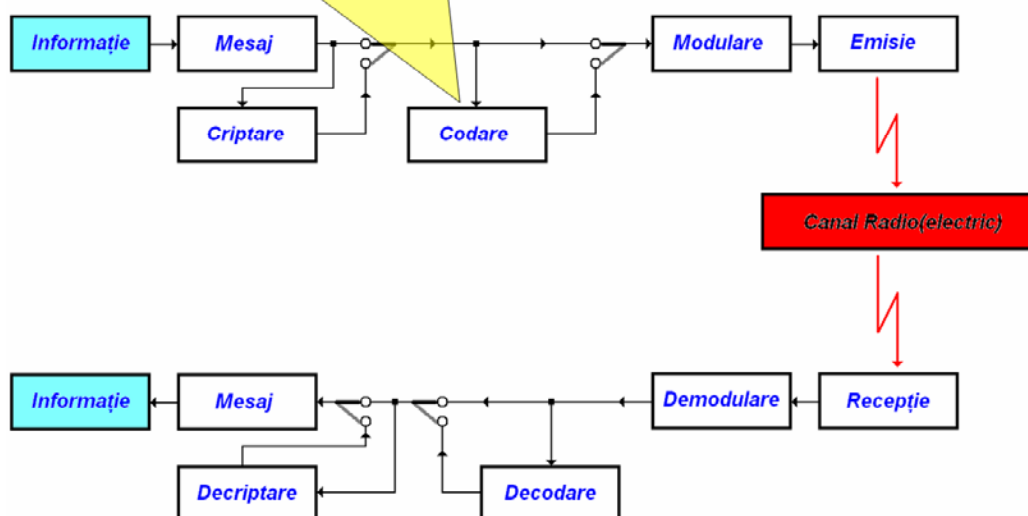 Informație
Mesaj
Modulare
Emisie
Criptare
Codare
Canal Radio(electric)
Informație
Mesaj
Demodulare
Recepție
Decriptare
Decodare